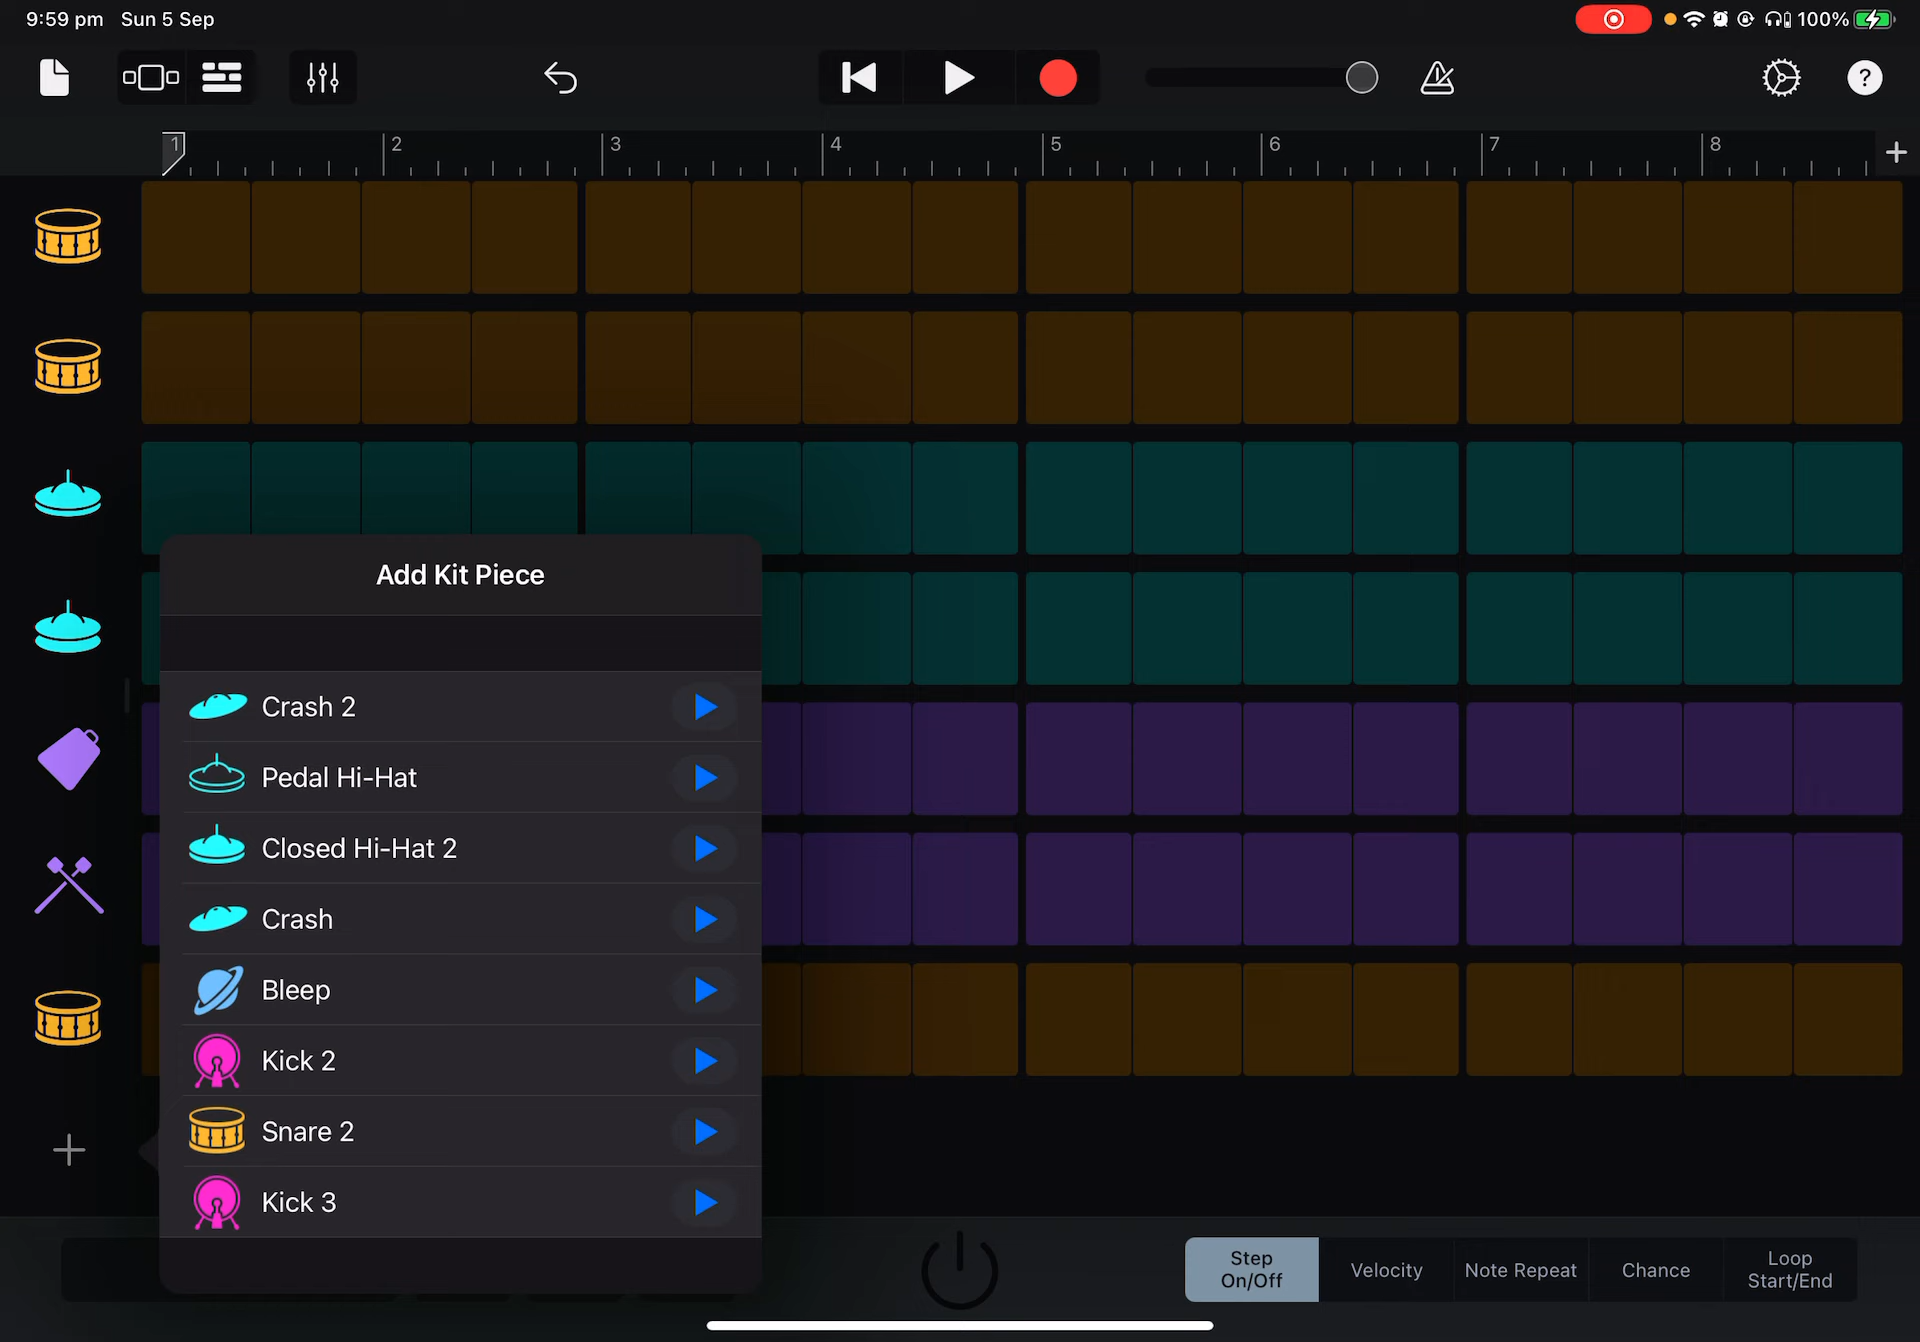 9:59 pm Sun 5 Sep
100%
?
1 2 3 4 5 6 7 8
Add Kit Piece
Crash 2
Pedal Hi-Hat
Closed Hi-Hat 2
Crash
Bleep
Kick 2
Snare 2
Kick 3
Step
On/Off
Velocity
Note Repeat
Chance
Loop
Start/End